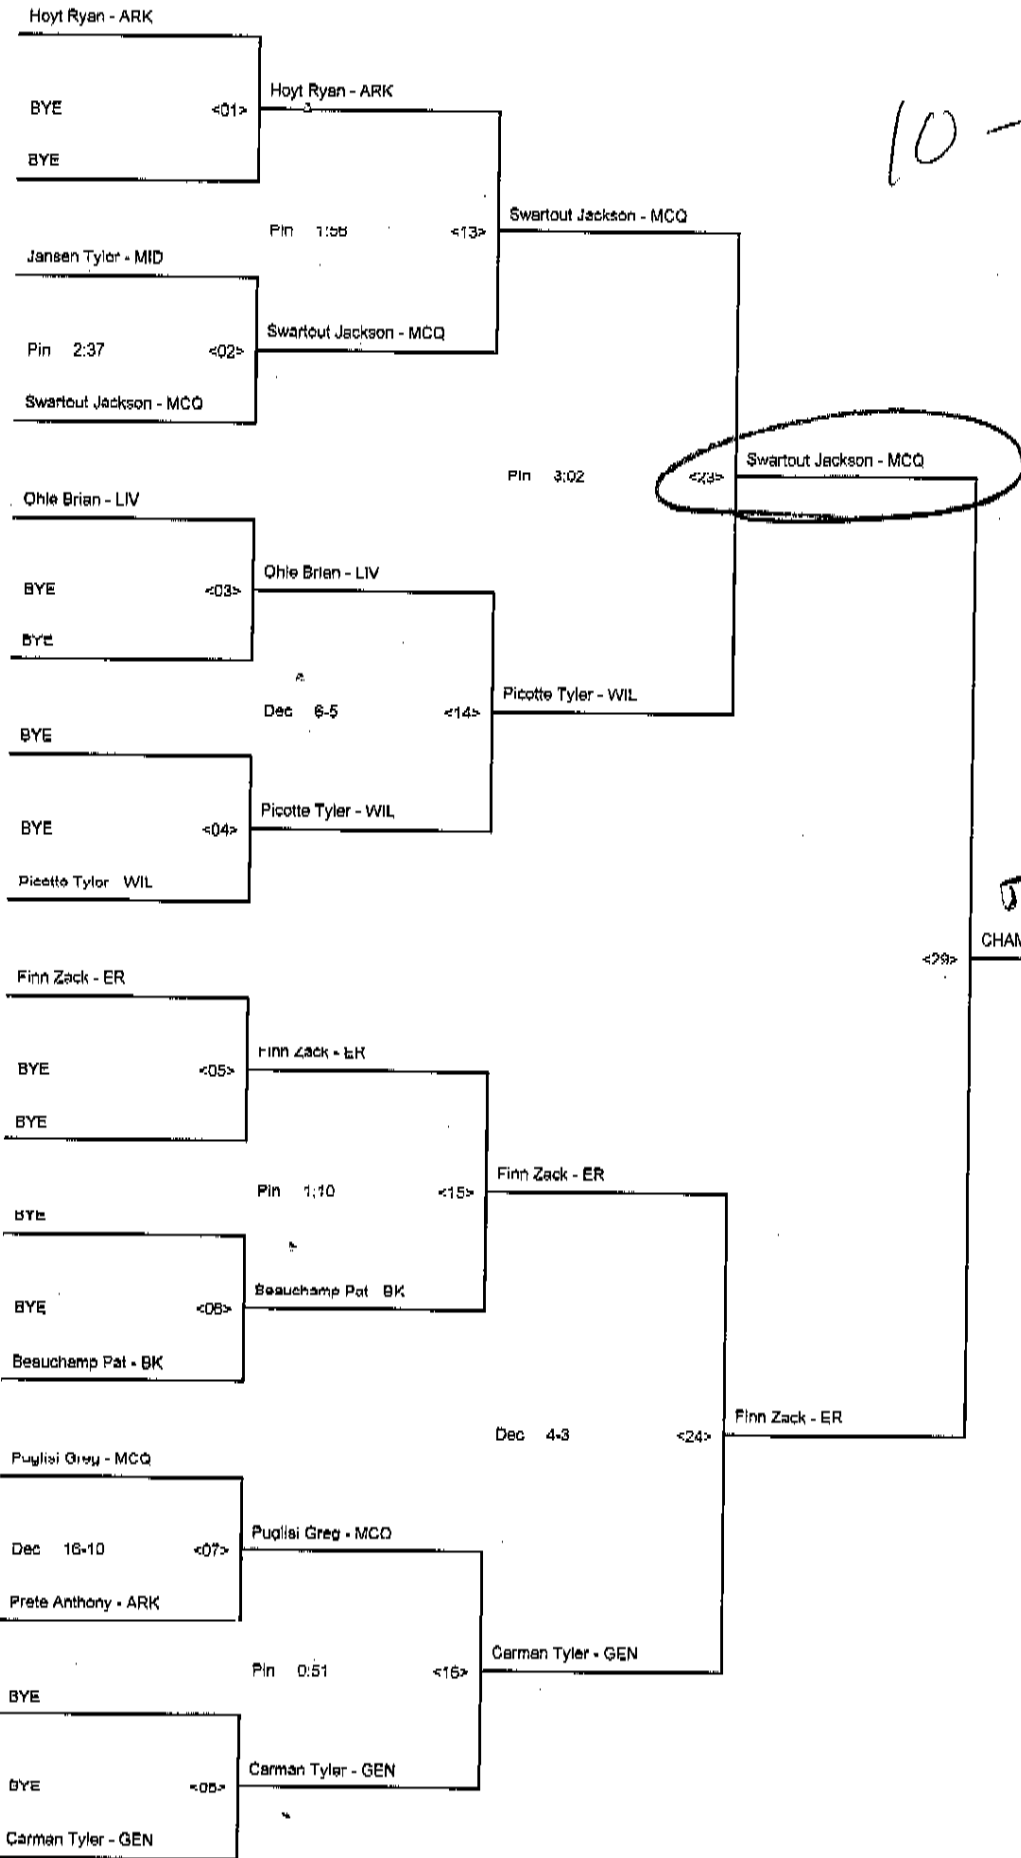 Hoyt Ryan - ARK
Hoyt Ryan - ARK
BYE <01>
BYE
10 -
Swartout Jackson - MCQ
Pin 1:56 <13>
Jansen Tyler - MID
Swartout Jackson - MCQ
Pin 2:37 <02>
Swartout Jackson - MCQ
Swartout Jackson - MCQ
Pin 3:02 <23>
Ohle Brian - LIV
Ohle Brian - LIV
BYE <03>
BYE
Picotte Tyler - WIL
Dec 6-5 <14>
BYE
Picotte Tyler - WIL
BYE <04>
Picotte Tyler WIL
CHAM
<29>
Finn Zack - ER
Finn Zack - ER
BYE <05>
BYE
Finn Zack - ER
Pin 1:10 <15>
BYE
Beauchamp Pat BK
BYE <06>
Beauchamp Pat - BK
Finn Zack - ER
Dec 4-3 <24>
Puglisi Greg - MCQ
Puglisi Greg - MCQ
Dec 16-10 <07>
Prete Anthony - ARK
Carman Tyler - GEN
Pin 0:51 <16>
BYE
Carman Tyler - GEN
BYE <08>
Carman Tyler - GEN